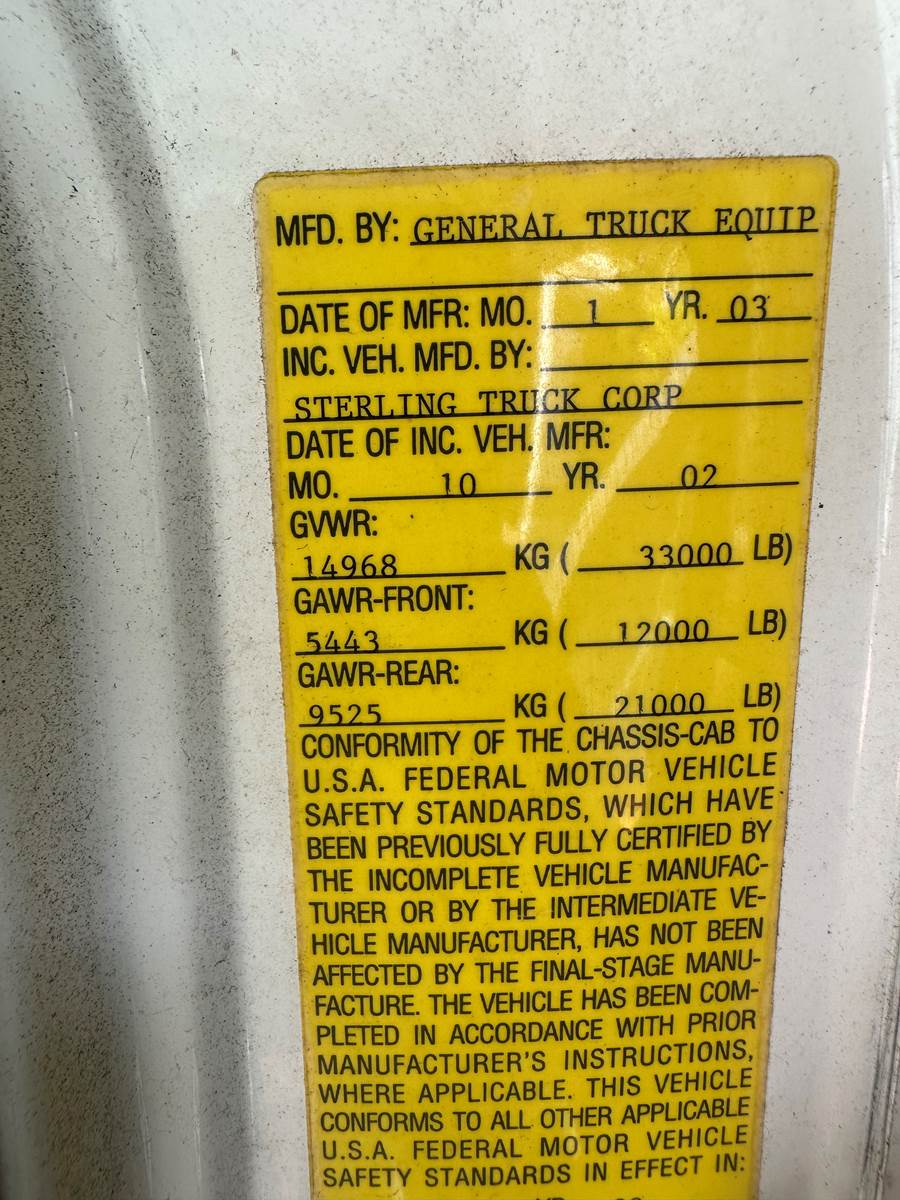 MFD. BY: GENERAL TRUCK EQUIP
DATE OF MFR: MO. 1 YR. 03
INC. VEH. MFD. BY:
STERLING TRUCK CORP
DATE OF INC. VEH. MFR:
MO. 10 YR. 02
GVWR:
14968 KG ( 33000 LB)
GAWR-FRONT:
5443 KG ( 12000 LB)
GAWR-REAR:
9525 KG ( 21000 LB)
CONFORMITY OF THE CHASSIS-CAB TO
U.S.A. FEDERAL MOTOR VEHICLE
SAFETY STANDARDS, WHICH HAVE
BEEN PREVIOUSLY FULLY CERTIFIED BY
THE INCOMPLETE VEHICLE MANUFAC-
TURER OR BY THE INTERMEDIATE VE-
HICLE MANUFACTURER, HAS NOT BEEN
AFFECTED BY THE FINAL-STAGE MANU-
FACTURE. THE VEHICLE HAS BEEN COM-
PLETED IN ACCORDANCE WITH PRIOR
MANUFACTURER'S INSTRUCTIONS,
WHERE APPLICABLE. THIS VEHICLE
CONFORMS TO ALL OTHER APPLICABLE
U.S.A. FEDERAL MOTOR VEHICLE
SAFETY STANDARDS IN EFFECT IN: